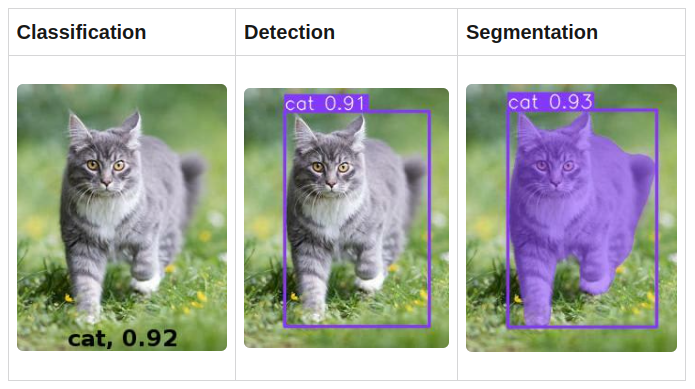 Classification
Detection
Segmentation
cat, 0.92
cat 0.91
cat 0.93